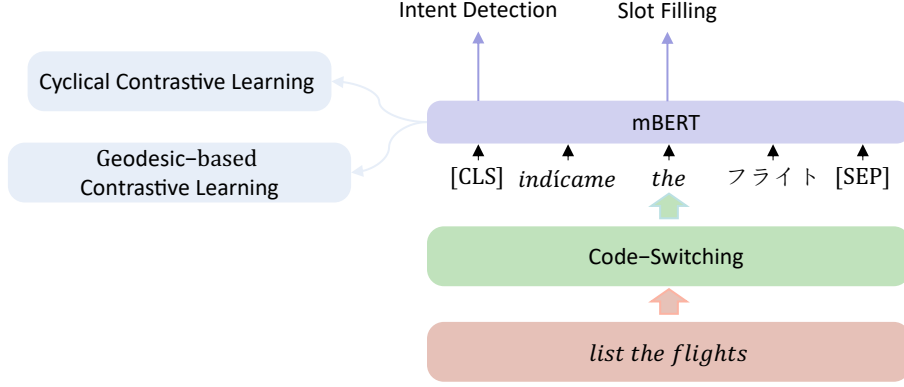 Intent Detection
Slot Filling
Cyclical Contrastive Learning
mBERT
Geodesic-based
Contrastive Learning
[CLS] indícame the フライト [SEP]
Code-Switching
list the flights